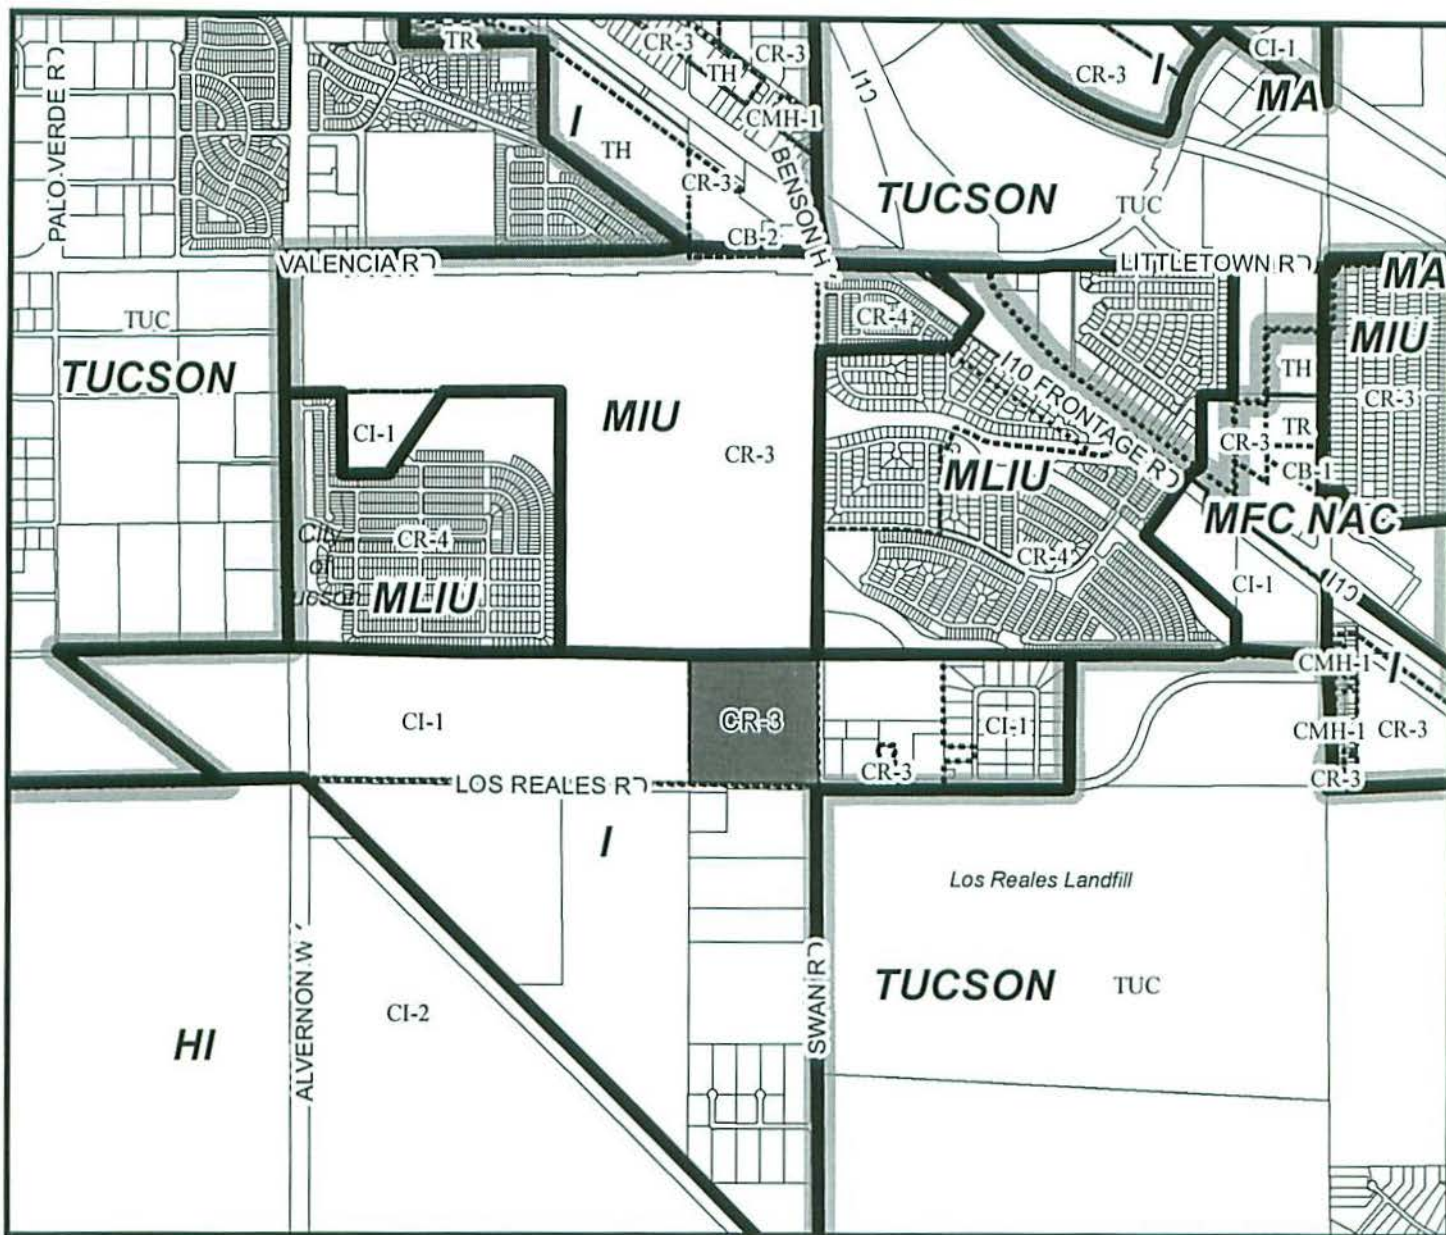 TR
CR-3
CR-3
TH
CMH-1
I10
CR-3
I
CI-1
MA
PALO VERDE RD
I
TH
CR-3
BENSON H
TUCSON
TUC
CB-2
VALENCIA RD
LITTLETOWN RD
MA
TUC
TUCSON
CR-4
MIU
TH
CR-3
I10 FRONTAGE RD
CI-1
MIU
CR-3
MLIU
CR-3
TR
CB-1
MFC NAC
City
of
Tucson
CR-4
MLIU
CR-4
CI-1
I10
CMH-1
I
CI-1
CR-3
CI-1
CMH-1
CR-3
CR-3
CR-3
LOS REALES RD
I
Los Reales Landfill
ALVERNON W
SWAN RD
TUCSON
TUC
CI-2
HI